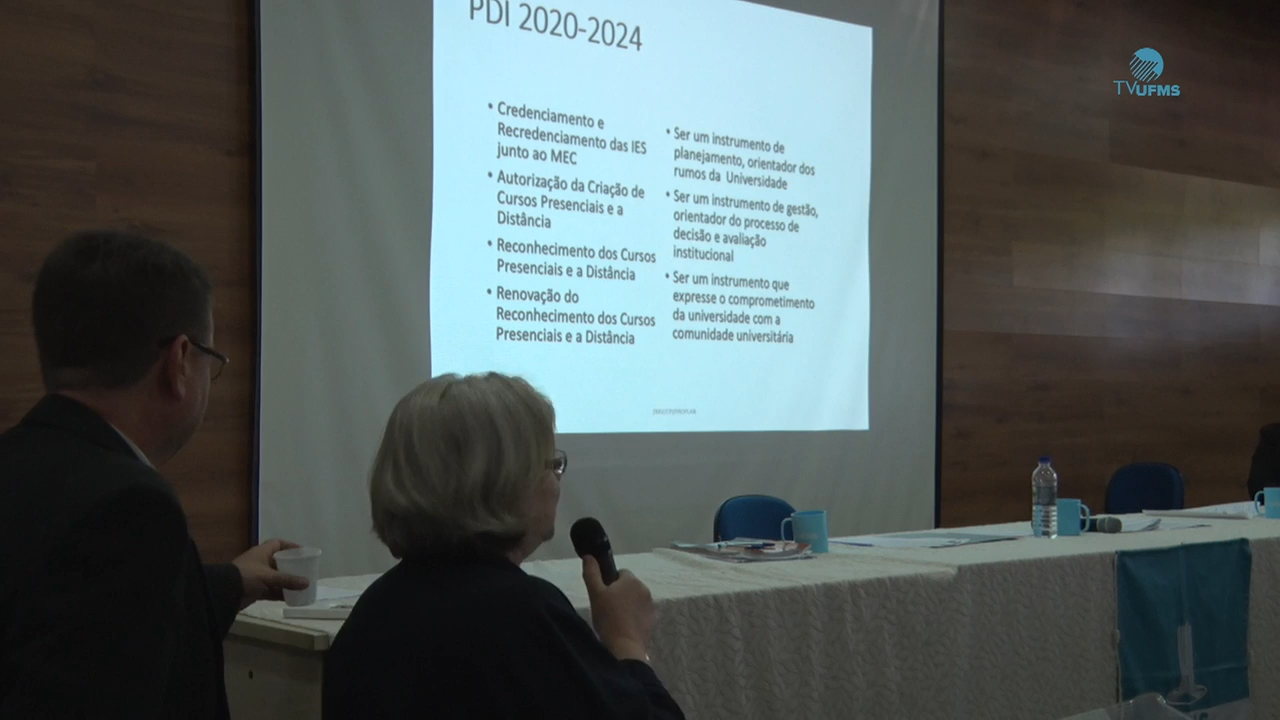 PDI 2020-2024
• Credenciamento e
Recredenciamento das IES
junto ao MEC
• Autorização da Criação de
Cursos Presenciais e a
Distância
• Reconhecimento dos Cursos
Presenciais e a Distância
• Renovação do
Reconhecimento dos Cursos
Presenciais e a Distância
• Ser um instrumento de
planejamento, orientador dos
rumos da Universidade
• Ser um instrumento de gestão,
orientador do processo de
decisão e avaliação
institucional
• Ser um instrumento que
expresse o comprometimento
da universidade com a
comunidade universitária
TVUFMS